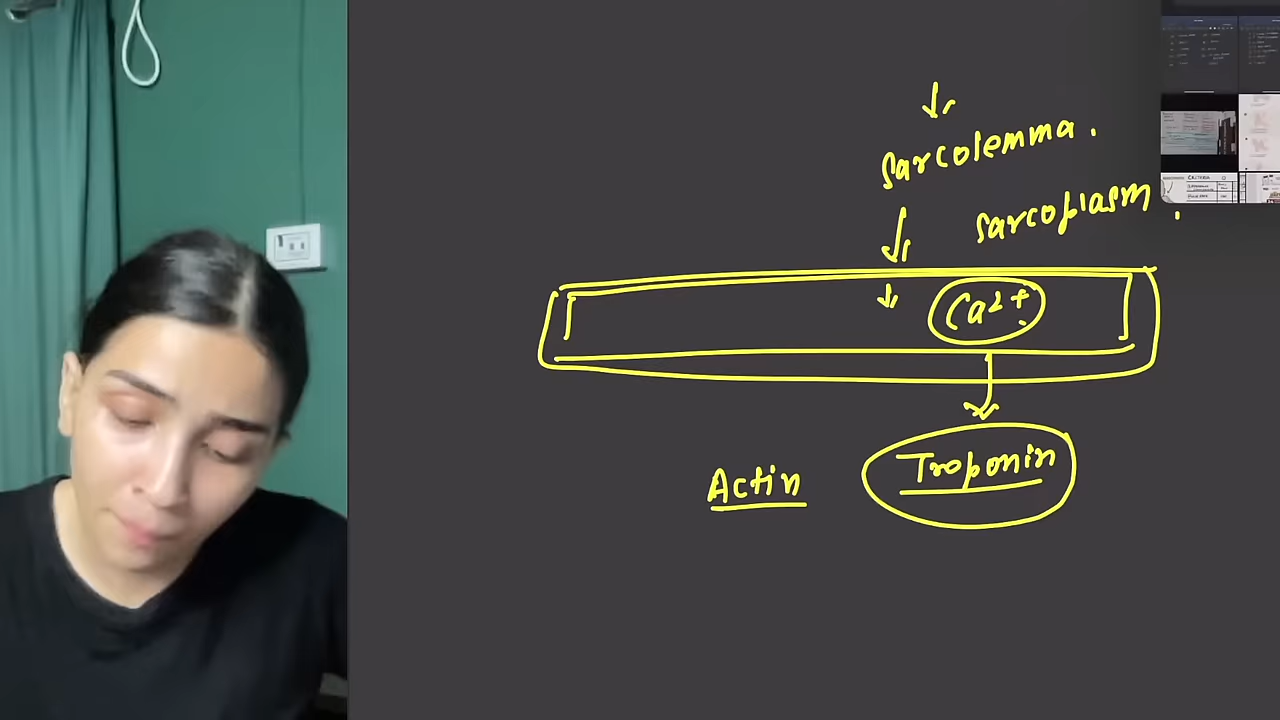 sarcolemma.
sarcoplasm.
Ca2+
Actin
Troponin